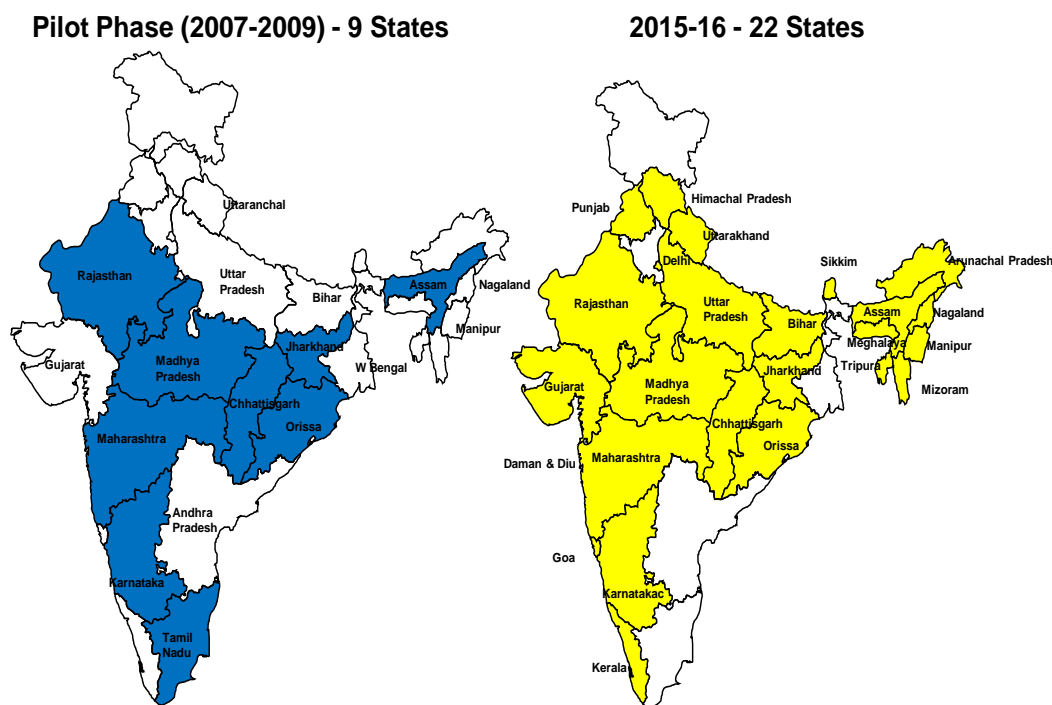 Pilot Phase (2007-2009) - 9 States
Uttaranchal
Rajasthan
Uttar
Pradesh
Bihar
Assam
Nagaland
Manipur
Gujarat
Madhya
Pradesh
Jharkhand
W Bengal
Chhattisgarh
Orissa
Maharashtra
Andhra
Pradesh
Karnataka
Tamil
Nadu
2015-16 - 22 States
Himachal Pradesh
Punjab
Uttarakhand
Delhi
Sikkim
Arunachal Pradesh
Rajasthan
Uttar
Pradesh
Bihar
Assam
Nagaland
Meghalaya
Manipur
Tripura
Jharkhand
Gujarat
Madhya
Pradesh
Mizoram
Chhattisgarh
Orissa
Maharashtra
Daman & Diu
Goa
Karnatakac
Kerala